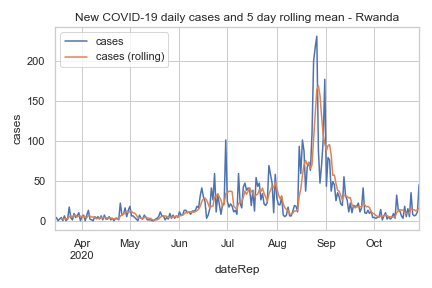 New COVID-19 daily cases and 5 day rolling mean - Rwanda
cases
cases (rolling)
200
150
100
50
0
cases
Apr May Jun Jul Aug Sep Oct
2020
dateRep